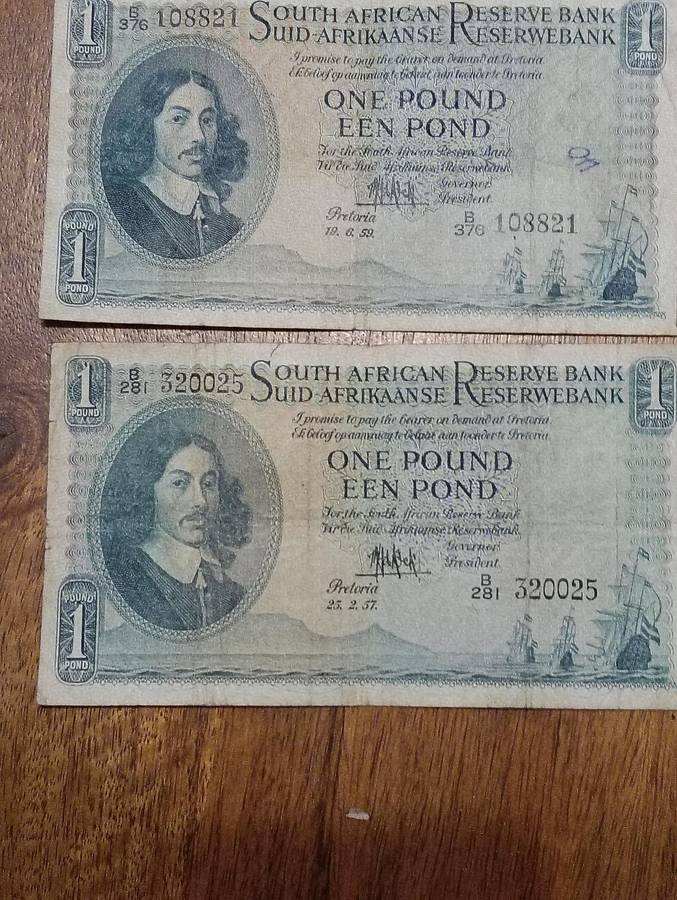 1 POUND
B 376 108821
SOUTH AFRICAN RESERVE BANK
SUID-AFRIKAANSE RESERWEBANK
1 POND
I promise to pay the bearer on demand at Pretoria
Ek beloof op aanvraag te betaal aan toonder te Pretoria
ONE POUND
EEN POND
For the South African Reserve Bank
Vir die Suid-Afrikaanse Reserwebank
Governor
President.
POUND 1 POND
Pretoria
19. 6. 59.
B 376 108821
1 POUND
B 281 320025
SOUTH AFRICAN RESERVE BANK
SUID-AFRIKAANSE RESERWEBANK
1 POND
I promise to pay the bearer on demand at Pretoria
Ek beloof op aanvraag te betaal aan toonder te Pretoria.
ONE POUND
EEN POND
For the South African Reserve Bank
Vir die Suid-Afrikaanse Reserwebank
Governor
President.
POUND 1 POND
Pretoria
23. 2. 57.
B 281 320025